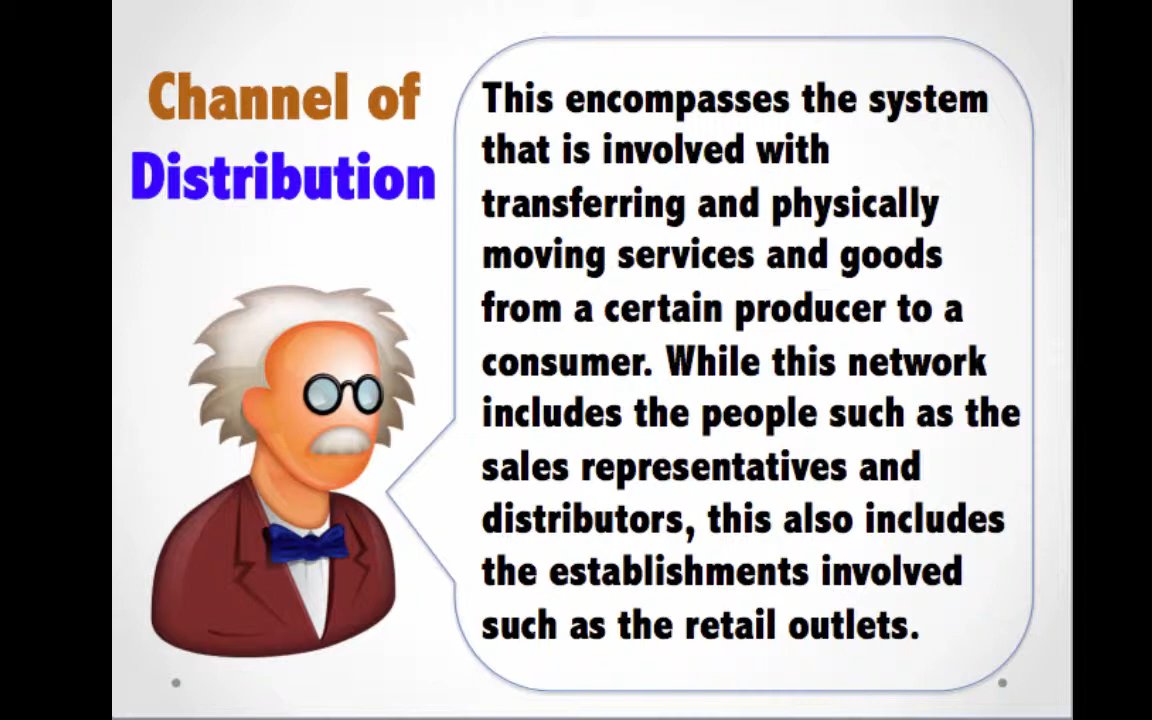 Channel of
Distribution
This encompasses the system
that is involved with
transferring and physically
moving services and goods
from a certain producer to a
consumer. While this network
includes the people such as the
sales representatives and
distributors, this also includes
the establishments involved
such as the retail outlets.